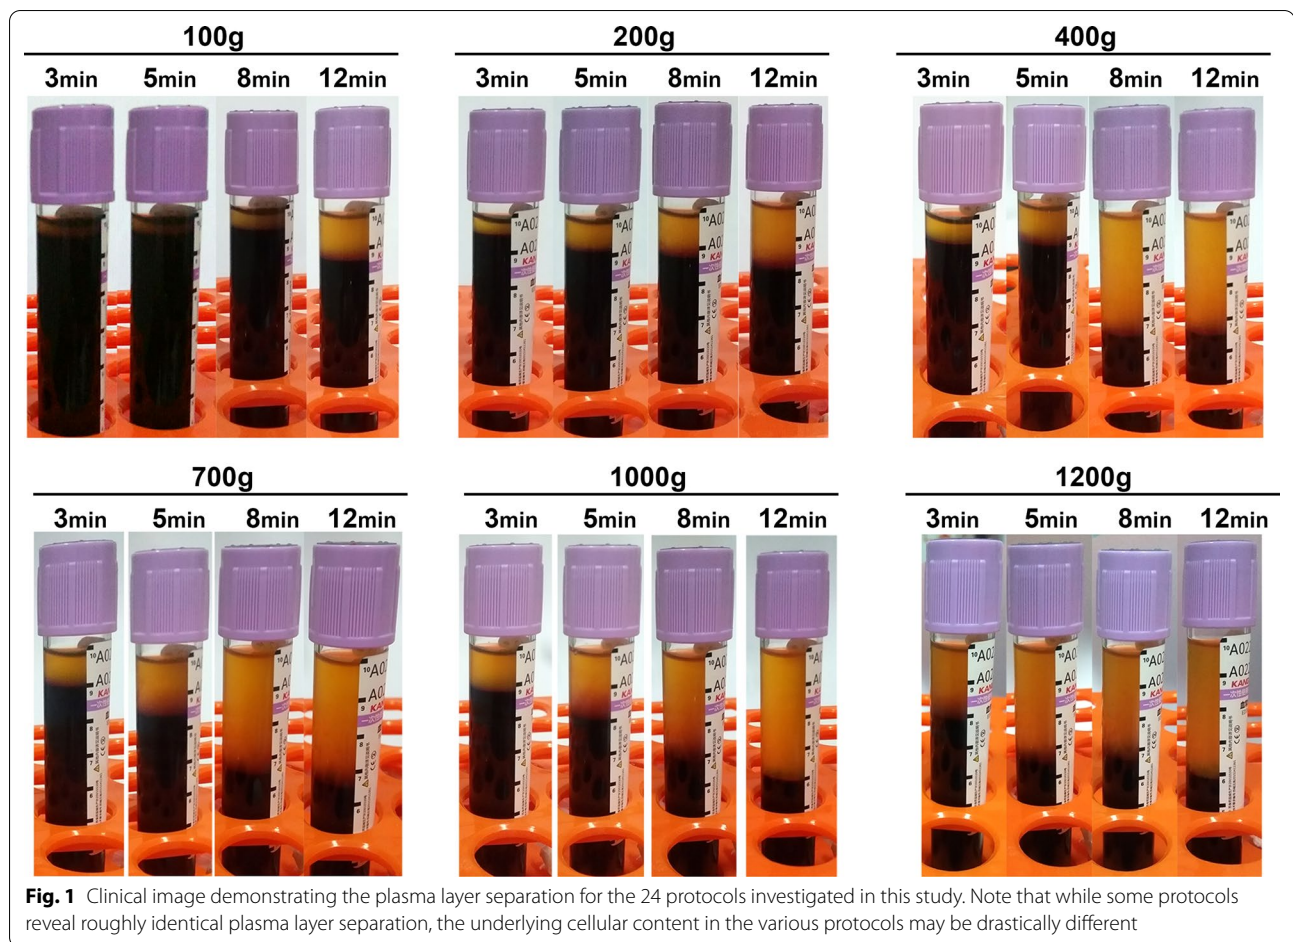 100g 200g 400g
3min 5min 8min 12min 3min 5min 8min 12min 3min 5min 8min 12min
700g 1000g 1200g
3min 5min 8min 12min 3min 5min 8min 12min 3min 5min 8min 12min
Fig. 1 Clinical image demonstrating the plasma layer separation for the 24 protocols investigated in this study. Note that while some protocols
reveal roughly identical plasma layer separation, the underlying cellular content in the various protocols may be drastically different